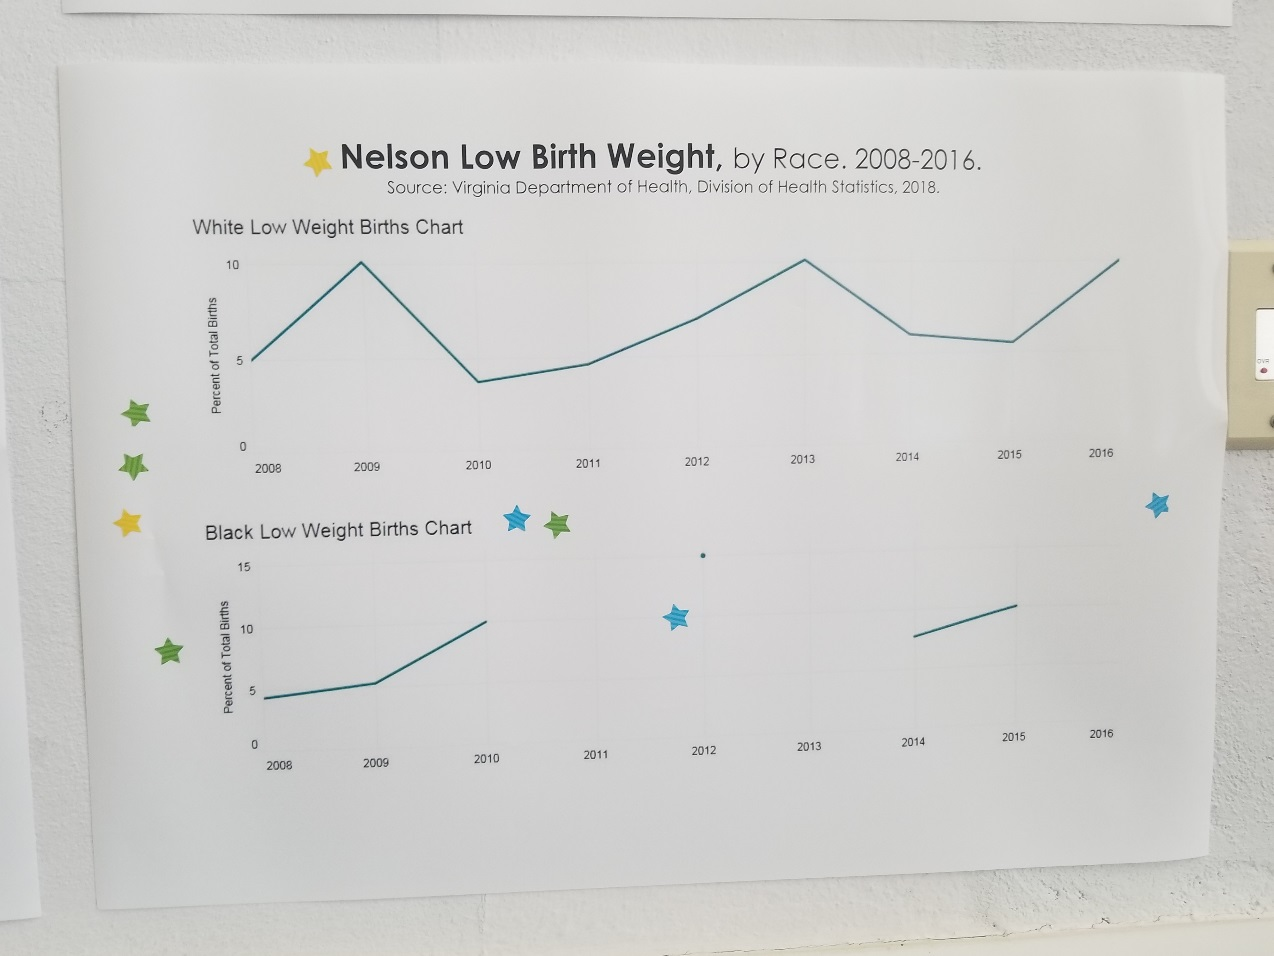 Nelson Low Birth Weight, by Race. 2008-2016.
Source: Virginia Department of Health, Division of Health Statistics, 2018.
White Low Weight Births Chart
Percent of Total Births
10
5
0
2008 2009 2010 2011 2012 2013 2014 2015 2016
Black Low Weight Births Chart
Percent of Total Births
15
10
5
0
2008 2009 2010 2011 2012 2013 2014 2015 2016